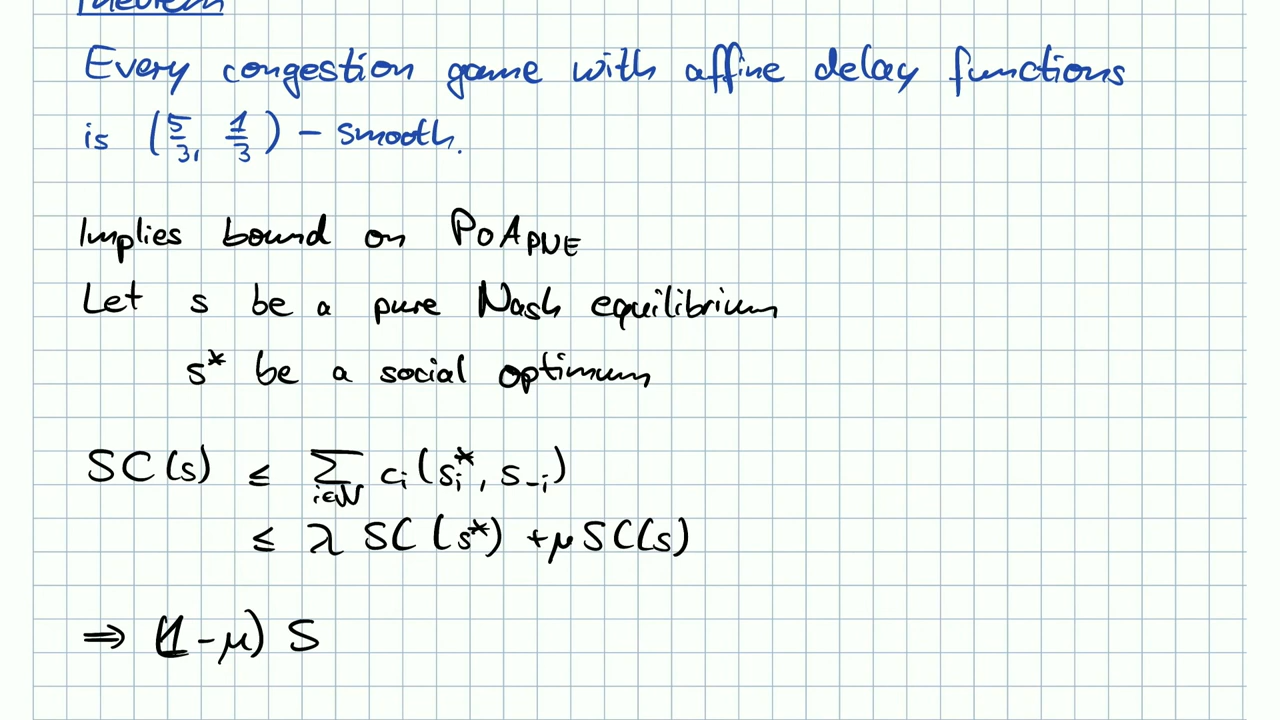 Theorem
Every congestion game with affine delay functions
is (5/3, 1/3) - smooth.
Implies bound on PoA_PNE
Let s be a pure Nash equilibrium
s* be a social optimum
SC(s) ≤ ∑_{i∈N} c_i(s_i*, s_{-i})
≤ λ SC(s*) + μ SC(s)
⇒ (1-μ) S